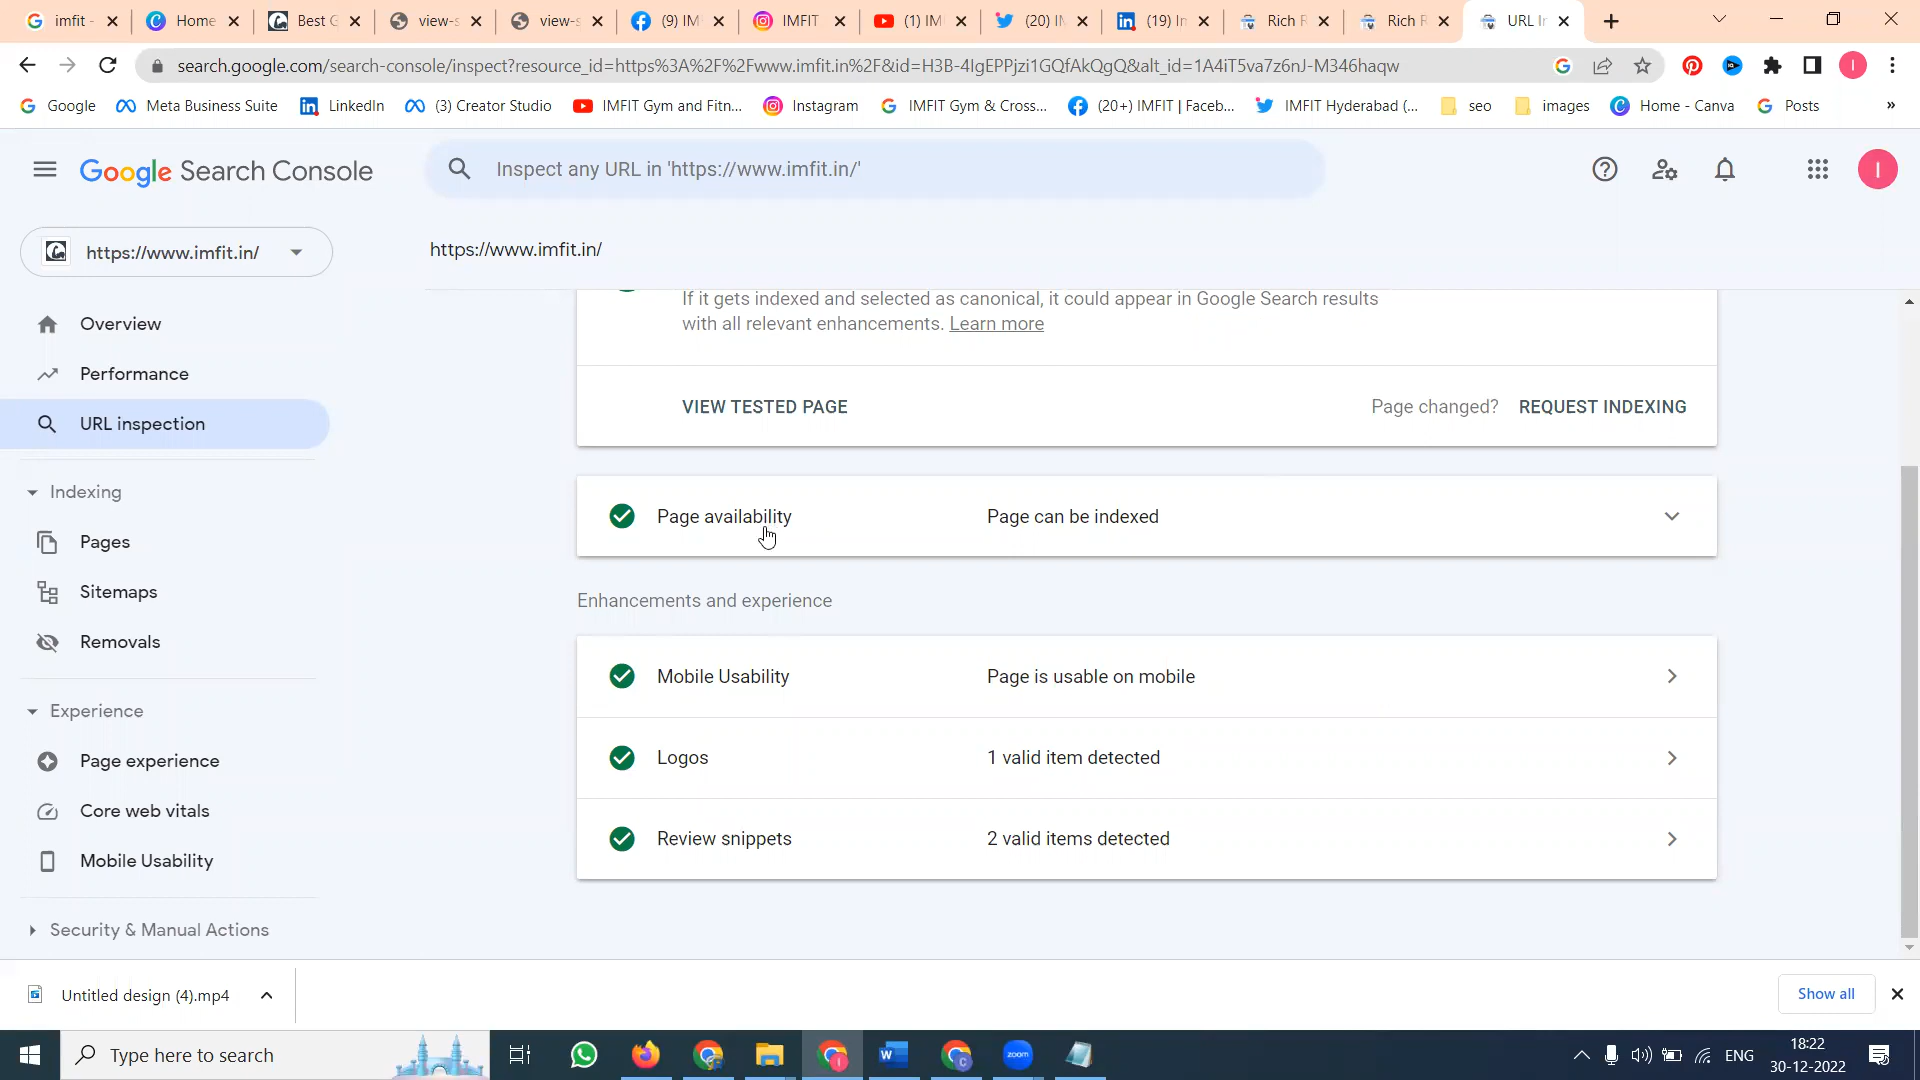 imfit -
Home
Best G
view-s
view-s
(9) IMF
IMFIT
(1) IM
(20) IM
(19) In
Rich R
Rich R
URL In
search.google.com/search-console/inspect?resource_id=https%3A%2F%2Fwww.imfit.in%2F&id=H3B-4IgEPPjzi1GQfAkQgQ&alt_id=1A4iT5va7z6nJ-M346haqw
Google
Meta Business Suite
LinkedIn
(3) Creator Studio
IMFIT Gym and Fitn...
Instagram
IMFIT Gym & Cross...
(20+) IMFIT | Faceb...
IMFIT Hyderabad (...
seo
images
Home - Canva
Posts
»
Google Search Console
Inspect any URL in 'https://www.imfit.in/'
I
https://www.imfit.in/
https://www.imfit.in/
Overview
Performance
URL inspection
Indexing
Pages
Sitemaps
Removals
Experience
Page experience
Core web vitals
Mobile Usability
Security & Manual Actions
If it gets indexed and selected as canonical, it could appear in Google Search results
with all relevant enhancements. Learn more
VIEW TESTED PAGE
Page changed? REQUEST INDEXING
Page availability
Page can be indexed
Enhancements and experience
Mobile Usability
Page is usable on mobile
Logos
1 valid item detected
Review snippets
2 valid items detected
Untitled design (4).mp4
Show all
Type here to search
zoom
ENG
18:22
30-12-2022